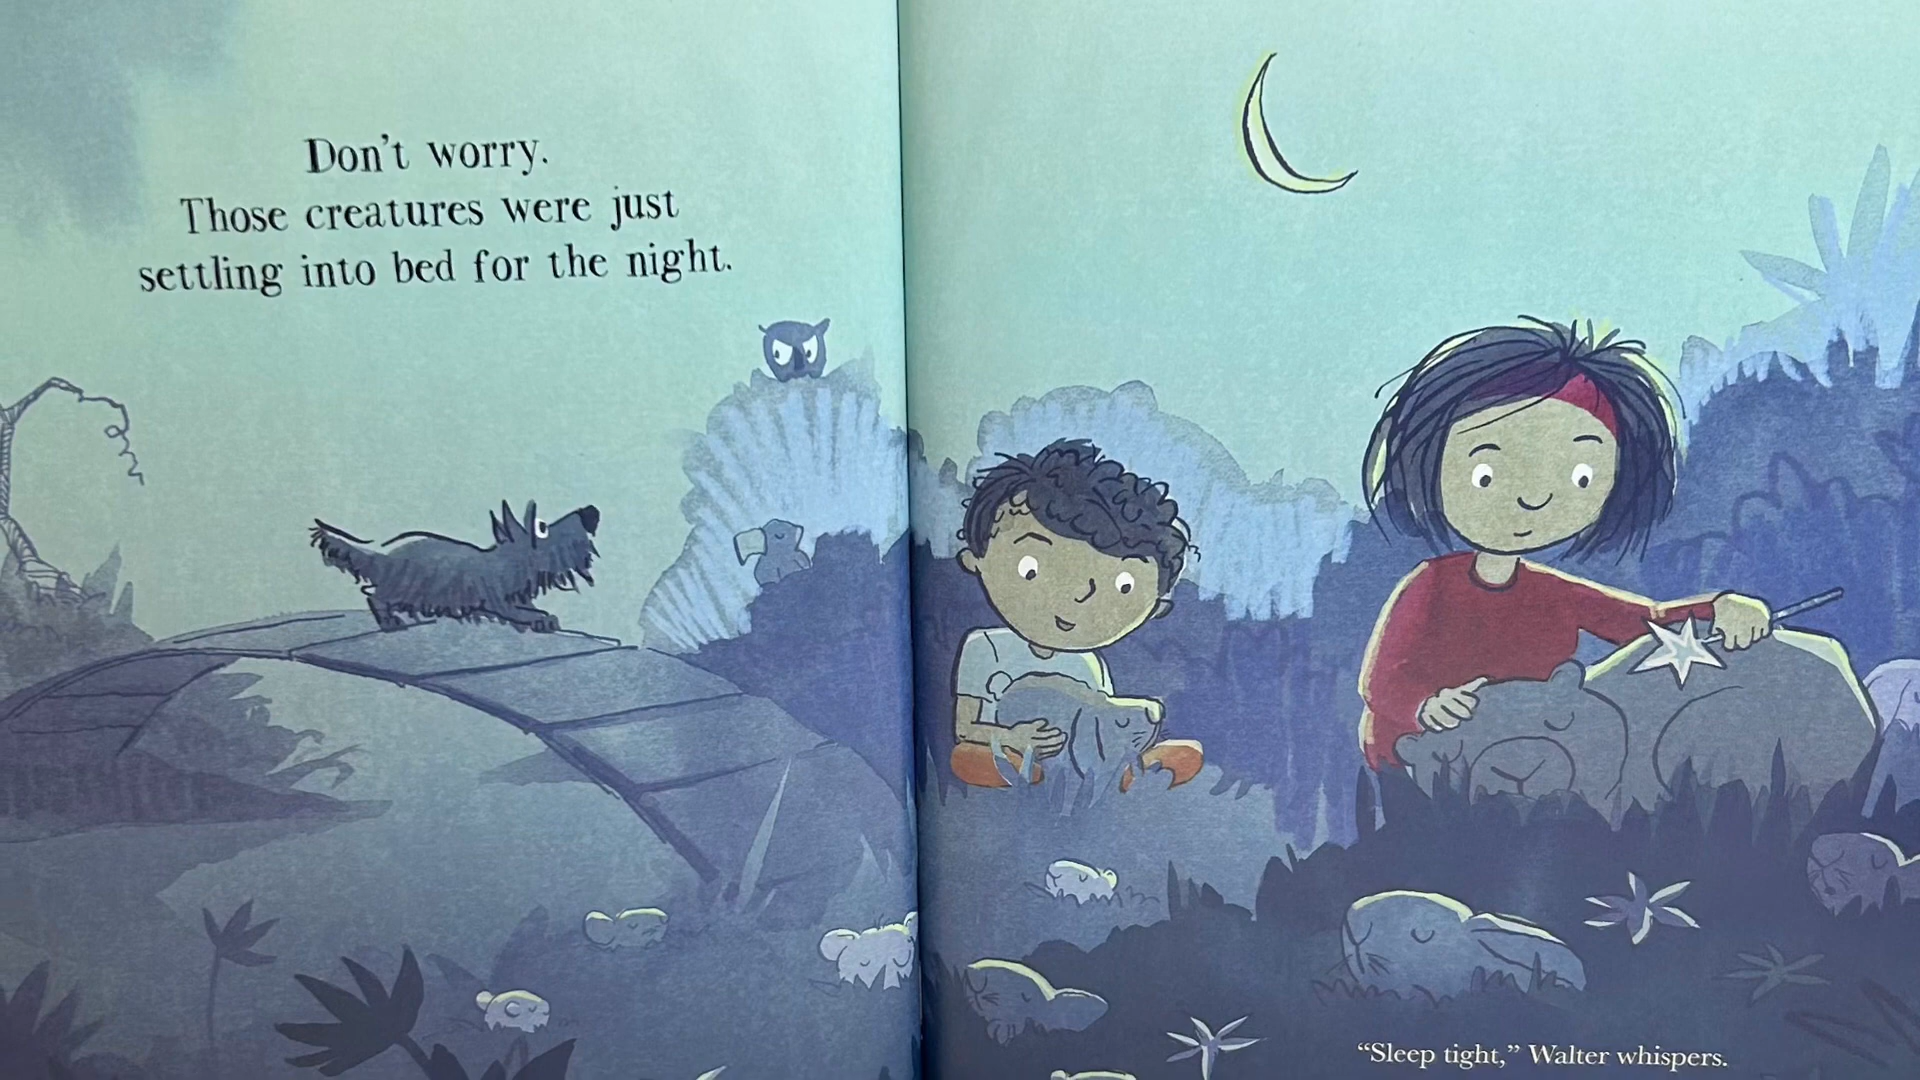 Don't worry.
Those creatures were just
settling into bed for the night.
“Sleep tight,” Walter whispers.